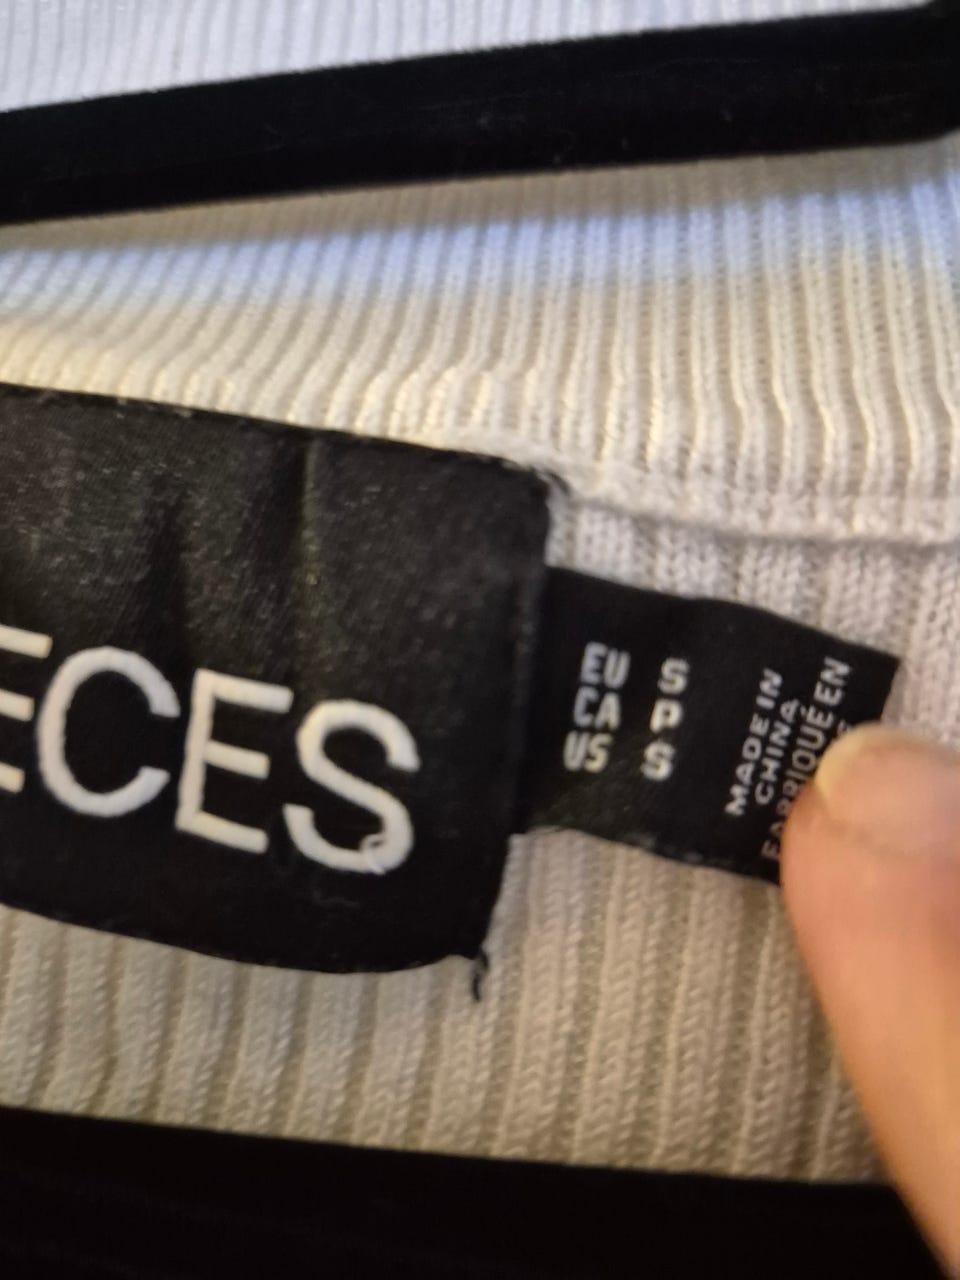 ECES
EU S
CA P
US S
MADE IN
CHINA
FABRIQUÉ EN